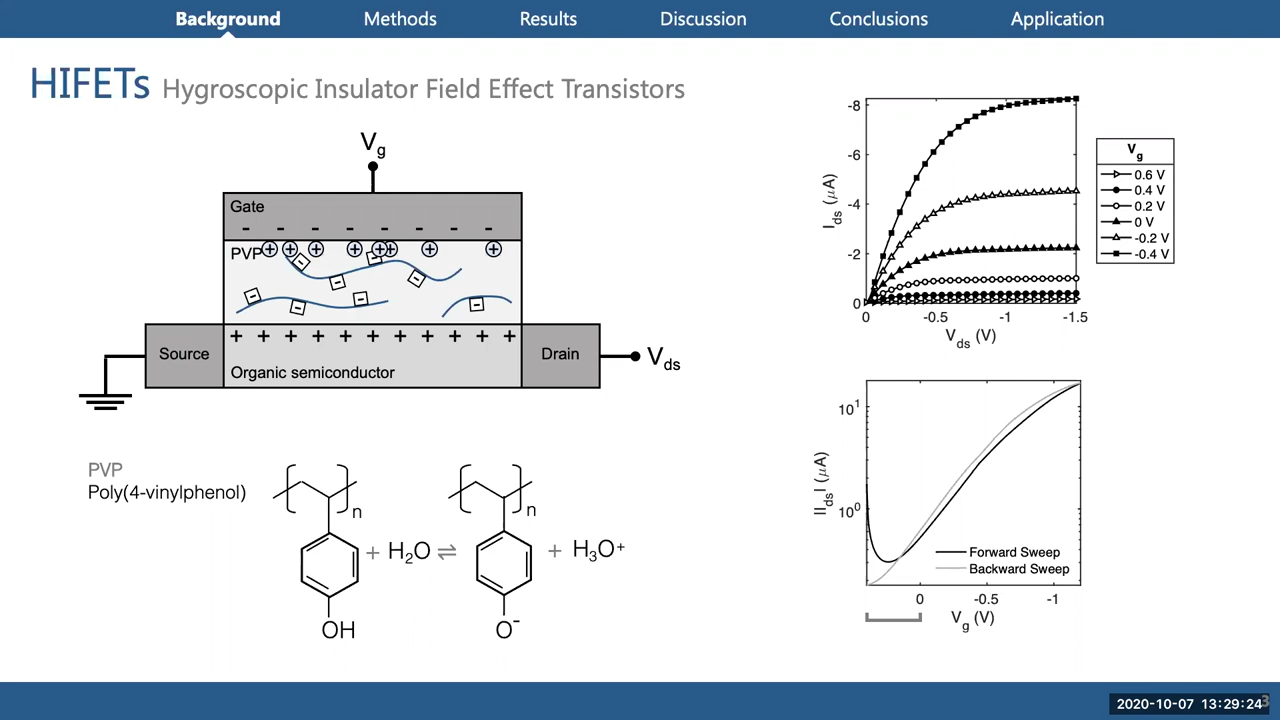 Background Methods Results Discussion Conclusions Application
HIFETs Hygroscopic Insulator Field Effect Transistors
Vg
Gate
- - - - - - - -
PVP + + + + + + + +
- - - - - - - -
+ + + + + + + + + + +
Source
Organic semiconductor
Drain
Vds
PVP
Poly(4-vinylphenol)
n
+ H2O ⇌
OH
n
+ H3O+
O-
Ids (μA)
-8
-6
-4
-2
0
0 -0.5 -1 -1.5
Vds (V)
Vg
0.6 V
0.4 V
0.2 V
0 V
-0.2 V
-0.4 V
|Ids| (μA)
10¹
10⁰
Forward Sweep
Backward Sweep
0 -0.5 -1
Vg (V)
2020-10-07 13:29:24
3